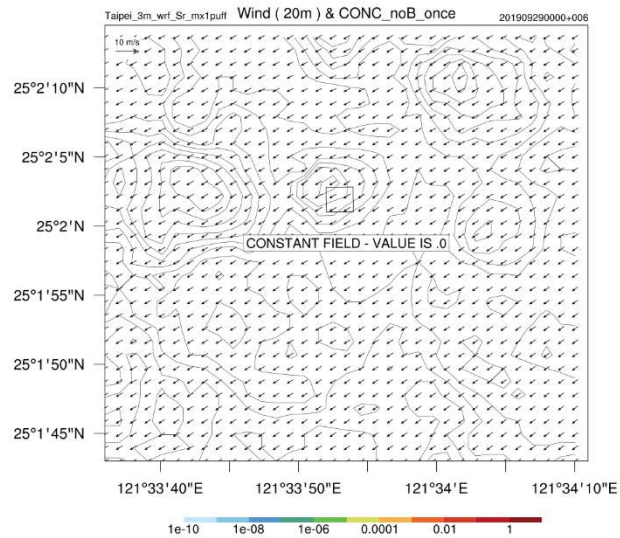 Taipei_3m_wrf_Sr_mx1puff Wind ( 20m ) & CONC_noB_once 201909290000+006
10 m/s
25°2'10"N
25°2'5"N
25°2'N
CONSTANT FIELD - VALUE IS .0
25°1'55"N
25°1'50"N
25°1'45"N
121°33'40"E 121°33'50"E 121°34'E 121°34'10"E
1e-10 1e-08 1e-06 0.0001 0.01 1